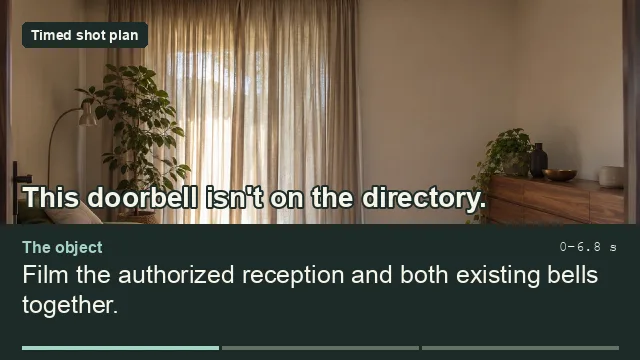 Timed shot plan
This doorbell isn't on the directory.
The object
0–6.8 s
Film the authorized reception and both existing bells
together.